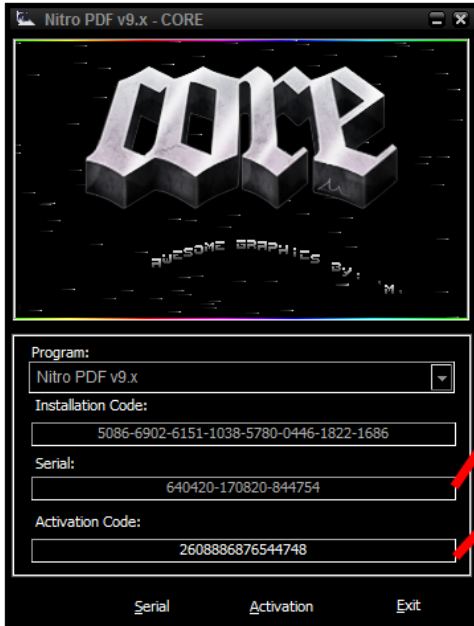 Nitro PDF v9.x - CORE
core
AWESOME GRAPHICS BY: 'M.
Program:
Nitro PDF v9.x
Installation Code:
5086-6902-6151-1038-5780-0446-1822-1686
Serial:
640420-170820-844754
Activation Code:
2608886876544748
Serial Activation Exit